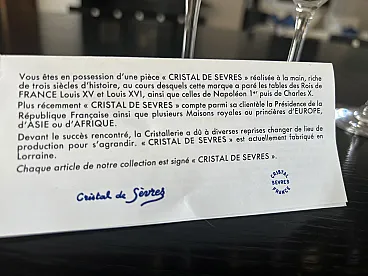 Vous êtes en possession d'une pièce « CRISTAL DE SEVRES » réalisée à la main, riche
de trois siècles d'histoire, au cours desquels cette marque a paré les tables des Rois de
FRANCE Louis XV et Louis XVI, ainsi que celles de Napoléon 1er puis de Charles X.
Plus récemment « CRISTAL DE SEVRES » compte parmi sa clientèle la Présidence de la
République Française ainsi que plusieurs Maisons royales ou princières d'EUROPE,
d'ÀSIE ou d'AFRIQUE.
Devant le succès rencontré, la Cristallerie a dû à diverses reprises changer de lieu de
production pour s'agrandir. « CRISTAL DE SEVRES » est actuellement fabriqué en
Lorraine.
Chaque article de notre collection est signé « CRISTAL DE SEVRES ».
Cristal de Sèvres
CRISTAL
SEVRES
FRANCE